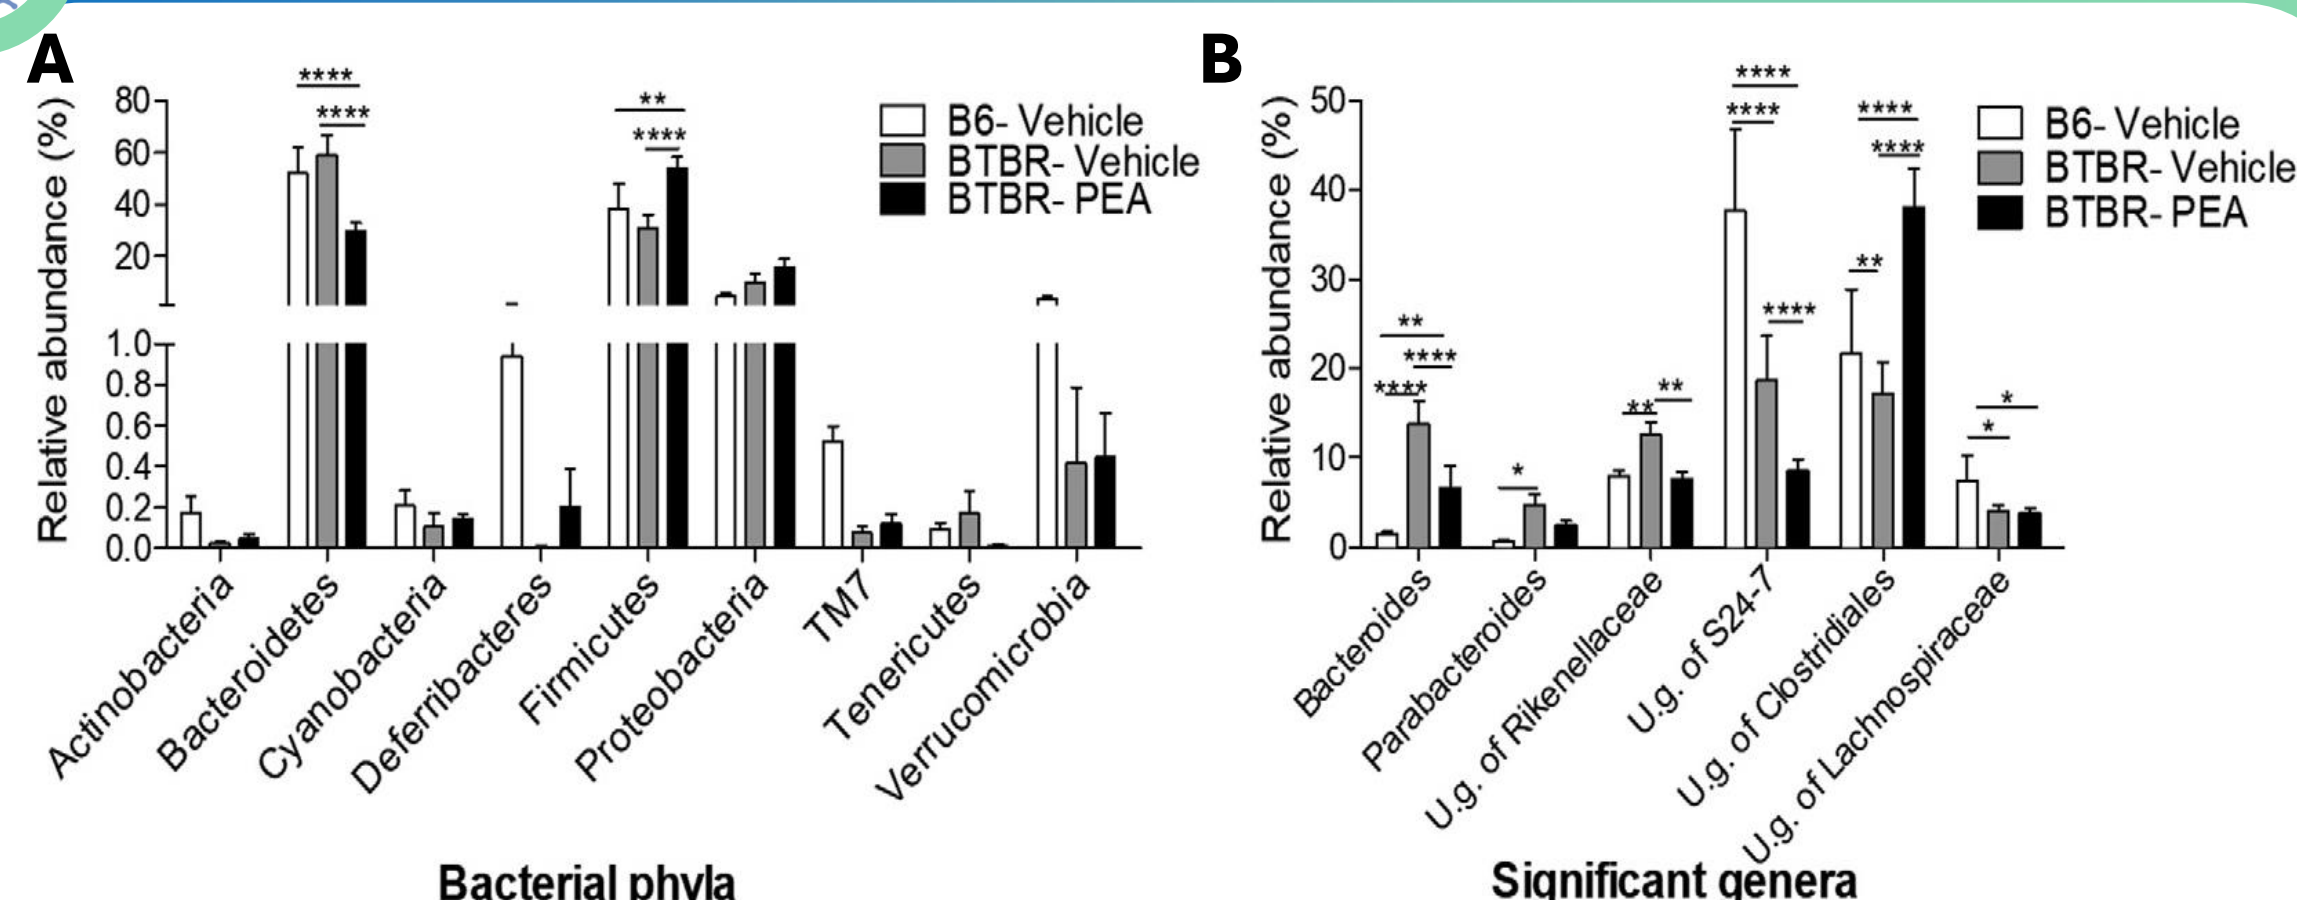 A
Relative abundance (%)
80
60
40
20
1.0
0.8
0.6
0.4
0.2
0.0
****
****
**
****
B6- Vehicle
BTBR- Vehicle
BTBR- PEA
Actinobacteria
Bacteroidetes
Cyanobacteria
Deferribacteres
Firmicutes
Proteobacteria
TM7
Tenericutes
Verrucomicrobia
Bacterial phyla
B
Relative abundance (%)
50
40
30
20
10
0
**
****
****
*
**
**
****
****
****
****
****
**
*
*
B6- Vehicle
BTBR- Vehicle
BTBR- PEA
Bacteroides
Parabacteroides
U.g. of Rikenellaceae
U.g. of S24-7
U.g. of Clostridiales
U.g. of Lachnospiraceae
Significant genera